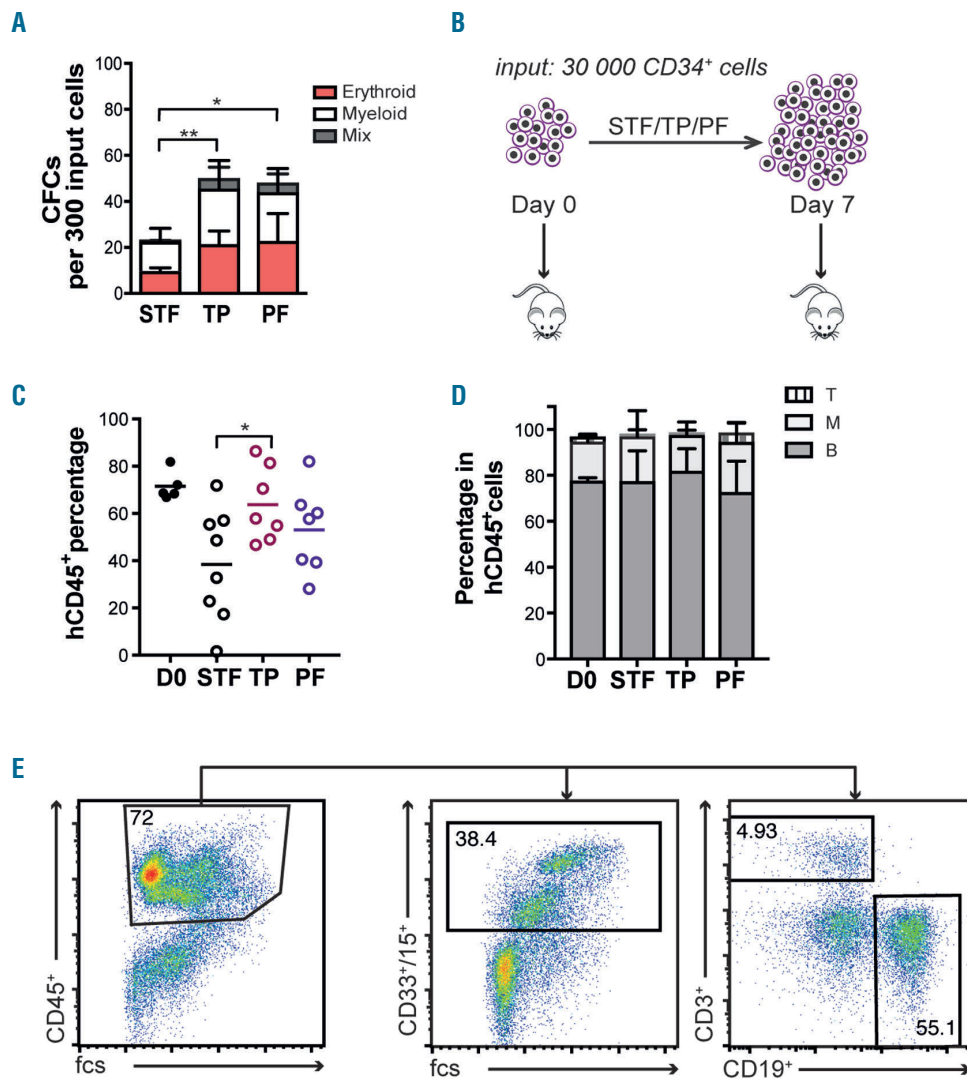 A
100
80
60
40
20
0
CFCs
per 300 input cells
*
**
STF TP PF
Erythroid
Myeloid
Mix
B
input: 30 000 CD34+ cells
STF/TP/PF
Day 0
Day 7
C
100
80
60
40
20
0
hCD45+percentage
*
D0 STF TP PF
D
100
80
60
40
20
0
Percentage in
hCD45+cells
D0 STF TP PF
T
M
B
E
72
CD45+
fcs
38.4
CD33+/15+
fcs
4.93
55.1
CD3+
CD19+